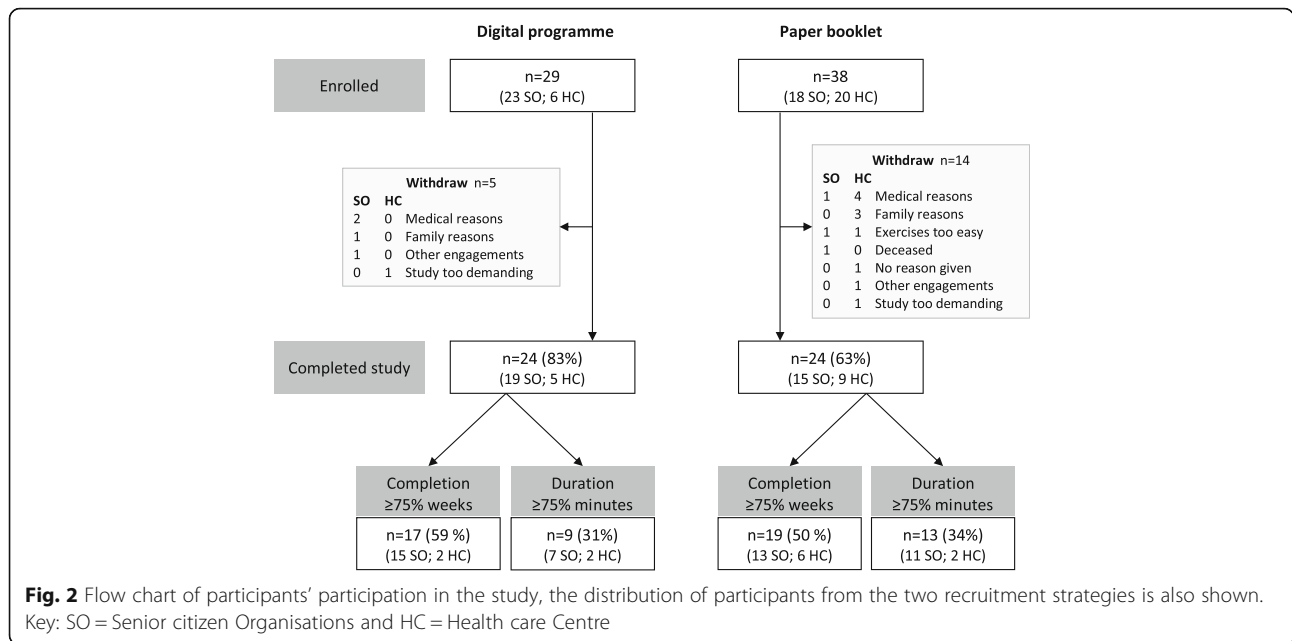 Digital programme
Paper booklet
Enrolled
n=29
(23 SO; 6 HC)
n=38
(18 SO; 20 HC)
Withdraw n=5
SO HC
2 0 Medical reasons
1 0 Family reasons
1 0 Other engagements
0 1 Study too demanding
Withdraw n=14
SO HC
1 4 Medical reasons
0 3 Family reasons
1 1 Exercises too easy
1 0 Deceased
0 1 No reason given
0 1 Other engagements
0 1 Study too demanding
Completed study
n=24 (83%)
(19 SO; 5 HC)
n=24 (63%)
(15 SO; 9 HC)
Completion
≥75% weeks
n=17 (59 %)
(15 SO; 2 HC)
Duration
≥75% minutes
n=9 (31%)
(7 SO; 2 HC)
Completion
≥75% weeks
n=19 (50 %)
(13 SO; 6 HC)
Duration
≥75% minutes
n=13 (34%)
(11 SO; 2 HC)
Fig. 2 Flow chart of participants’ participation in the study, the distribution of participants from the two recruitment strategies is also shown.
Key: SO = Senior citizen Organisations and HC = Health care Centre